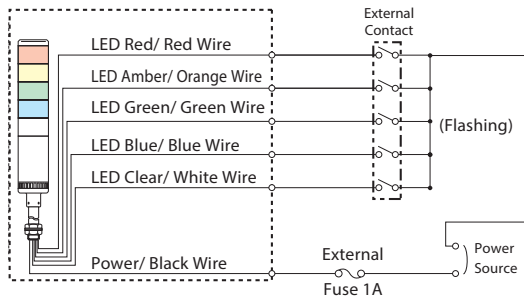 External
Contact
LED Red/ Red Wire
LED Amber/ Orange Wire
LED Green/ Green Wire
(Flashing)
LED Blue/ Blue Wire
LED Clear/ White Wire
Power/ Black Wire
External
Fuse 1A
Power
Source